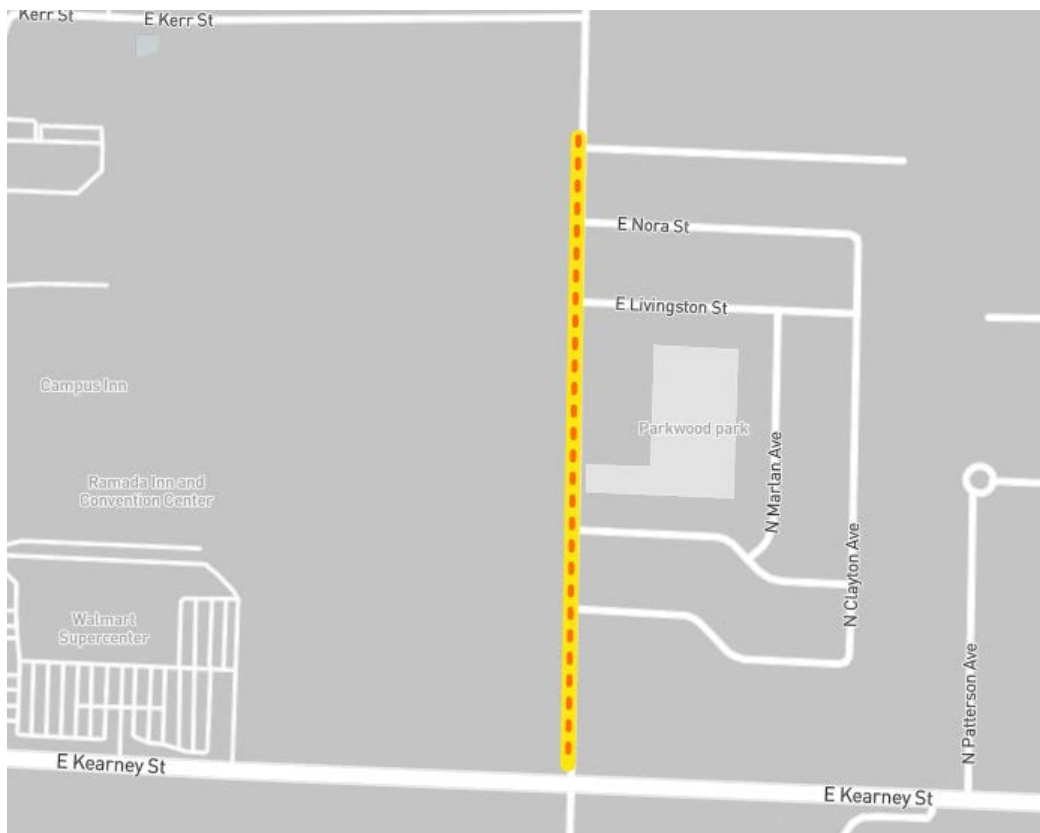 Kerr St
E Kerr St
E Nora St
E Livingston St
Campus Inn
Parkwood park
N Marlan Ave
Ramada Inn and
Convention Center
N Clayton Ave
Walmart
Supercenter
N Patterson Ave
E Kearney St
E Kearney St